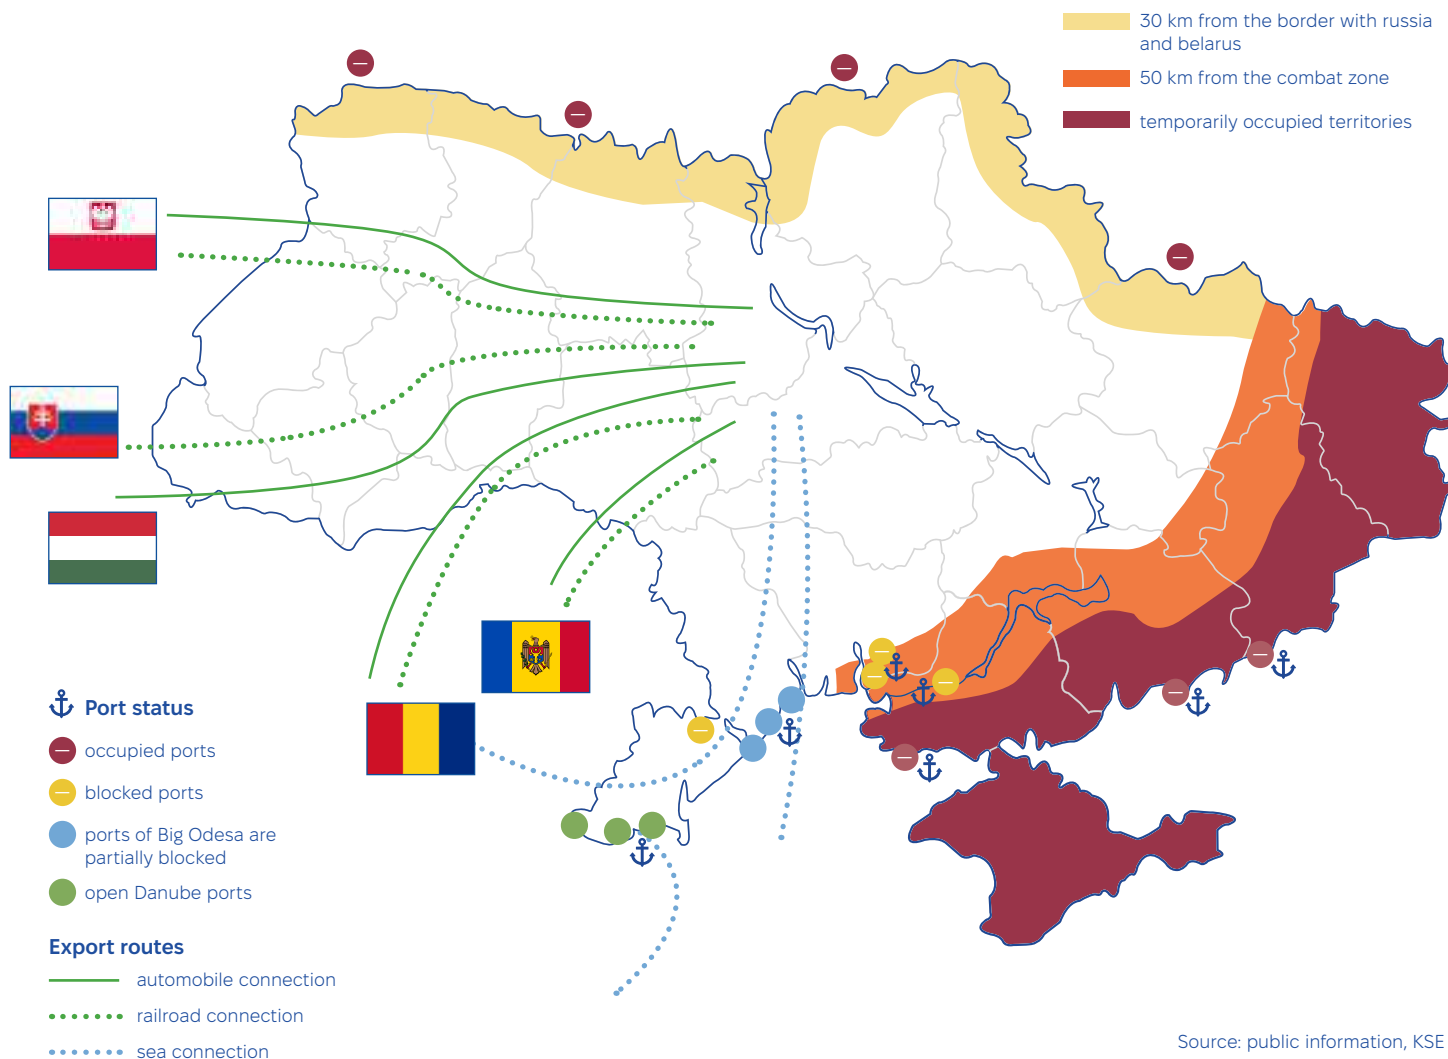 30 km from the border with russia
and belarus
50 km from the combat zone
temporarily occupied territories
Port status
occupied ports
blocked ports
ports of Big Odesa are
partially blocked
open Danube ports
Export routes
automobile connection
railroad connection
sea connection
Source: public information, KSE